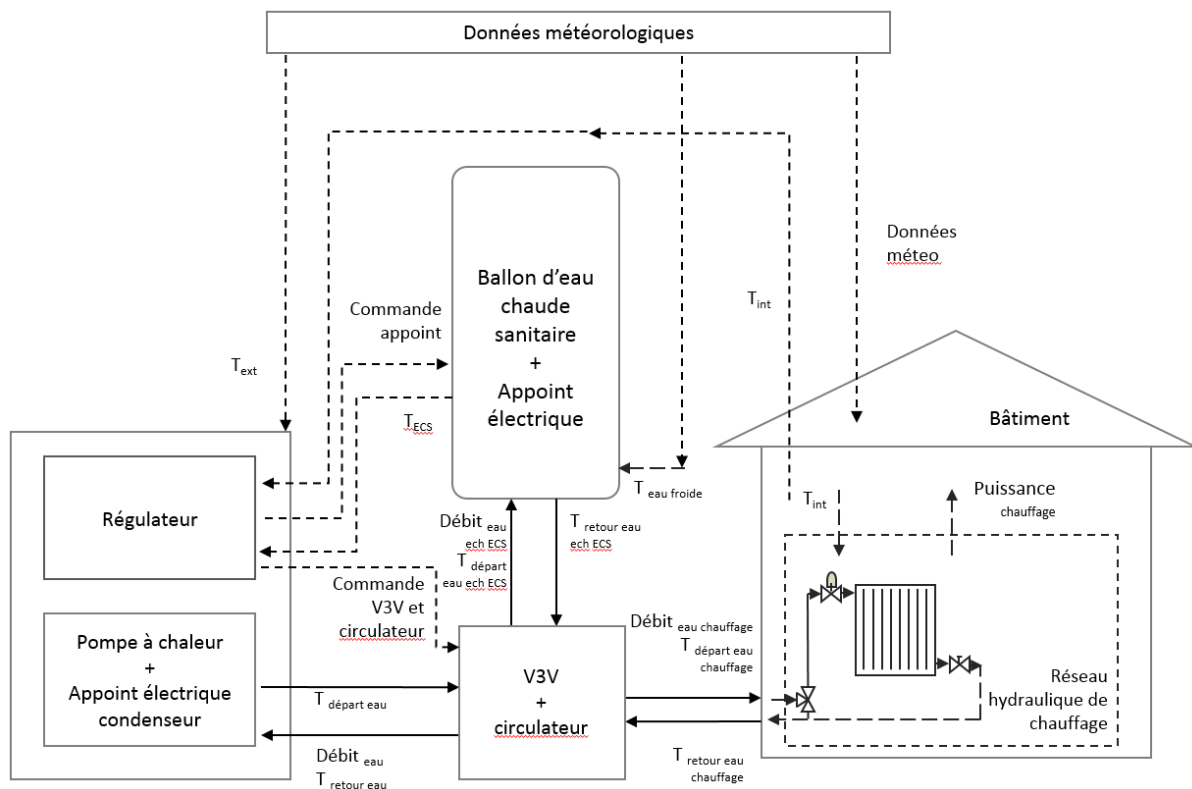 Données météorologiques
Données
méteo
T int
Commande
appoint
Ballon d’eau
chaude
sanitaire
+
Appoint
électrique
T ext
T ECS
Bâtiment
T eau froide
Régulateur
Débit eau
ech ECS
T départ
eau ech ECS
T retour eau
ech ECS
T int
Puissance
chauffage
Commande
V3V et
circulateur
Pompe à chaleur
+
Appoint électrique
condenseur
T départ eau
Débit eau
T retour eau
V3V
+
circulateur
Débit eau chauffage
T départ eau
chauffage
T retour eau
chauffage
Réseau
hydraulique de
chauffage